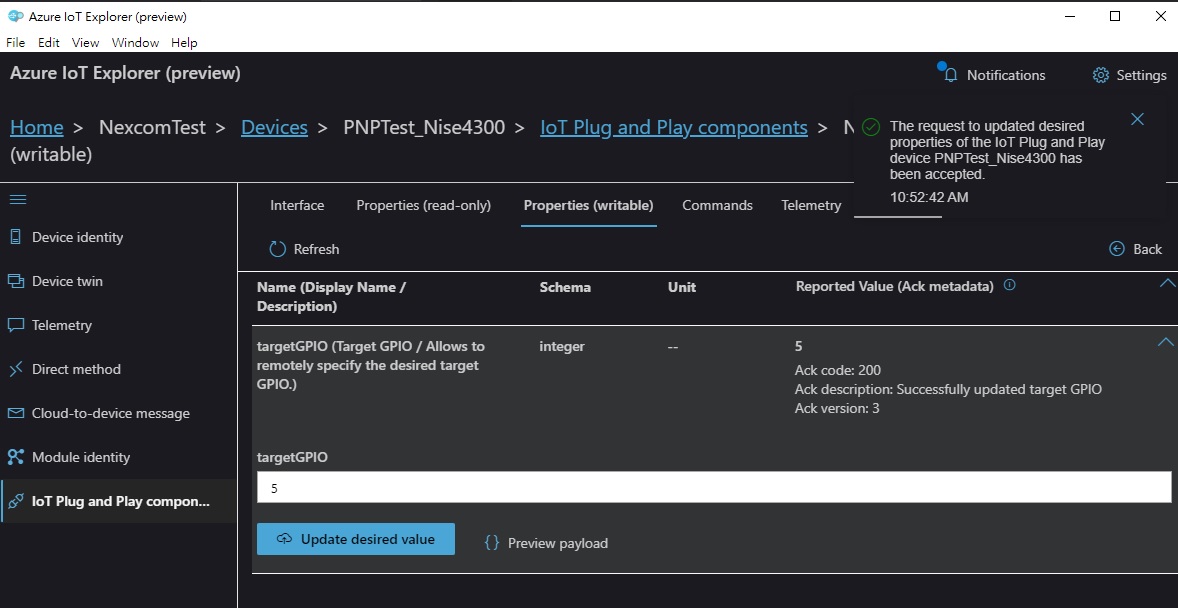 Azure IoT Explorer (preview)
File Edit View Window Help
Azure IoT Explorer (preview)
Notifications
Settings
Home > NexcomTest > Devices > PNPTest_Nise4300 > IoT Plug and Play components > N
(writable)
The request to updated desired
properties of the IoT Plug and Play
device PNPTest_Nise4300 has
been accepted.
10:52:42 AM
Device identity
Device twin
Telemetry
Direct method
Cloud-to-device message
Module identity
IoT Plug and Play compon...
Interface Properties (read-only) Properties (writable) Commands Telemetry
Refresh
Back
Name (Display Name /
Description)
Schema
Unit
Reported Value (Ack metadata)
targetGPIO (Target GPIO / Allows to
remotely specify the desired target
GPIO.)
integer
--
5
Ack code: 200
Ack description: Successfully updated target GPIO
Ack version: 3
targetGPIO
5
Update desired value
{} Preview payload